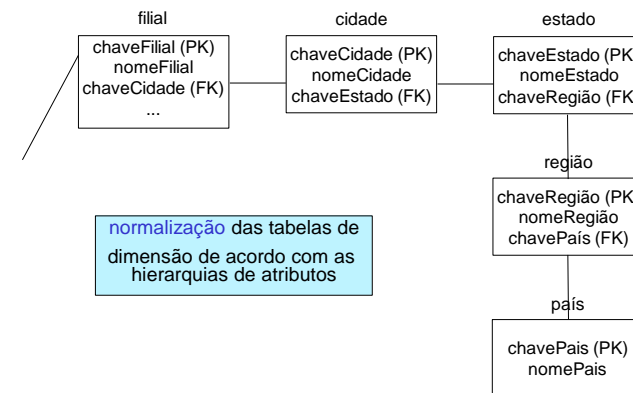 filial
chaveFilial (PK)
nomeFilial
chaveCidade (FK)
...
cidade
chaveCidade (PK)
nomeCidade
chaveEstado (FK)
estado
chaveEstado (PK
nomeEstado
chaveRegião (FK
região
chaveRegião (PK
nomeRegião
chavePaís (FK)
país
chavePais (PK)
nomePais
normalização das tabelas de
dimensão de acordo com as
hierarquias de atributos